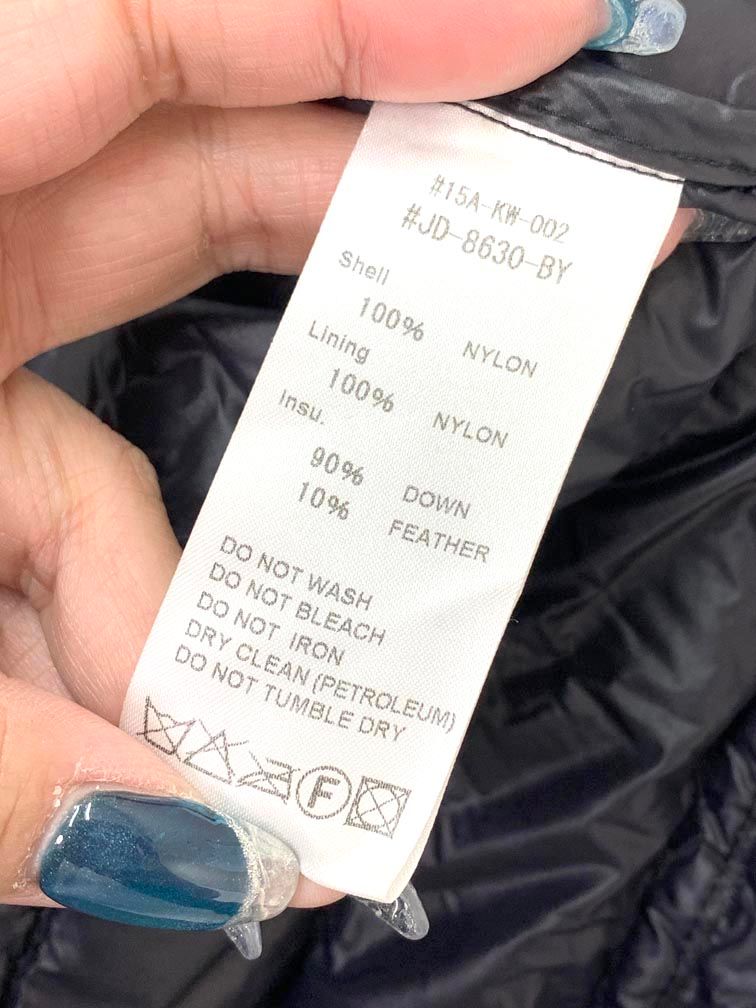 #15A-KW-002
#JD-8630-BY
Shell
100% NYLON
Lining
100% NYLON
Insu.
90% DOWN
10% FEATHER
DO NOT WASH
DO NOT BLEACH
DO NOT IRON
DRY CLEAN (PETROLEUM)
DO NOT TUMBLE DRY
F